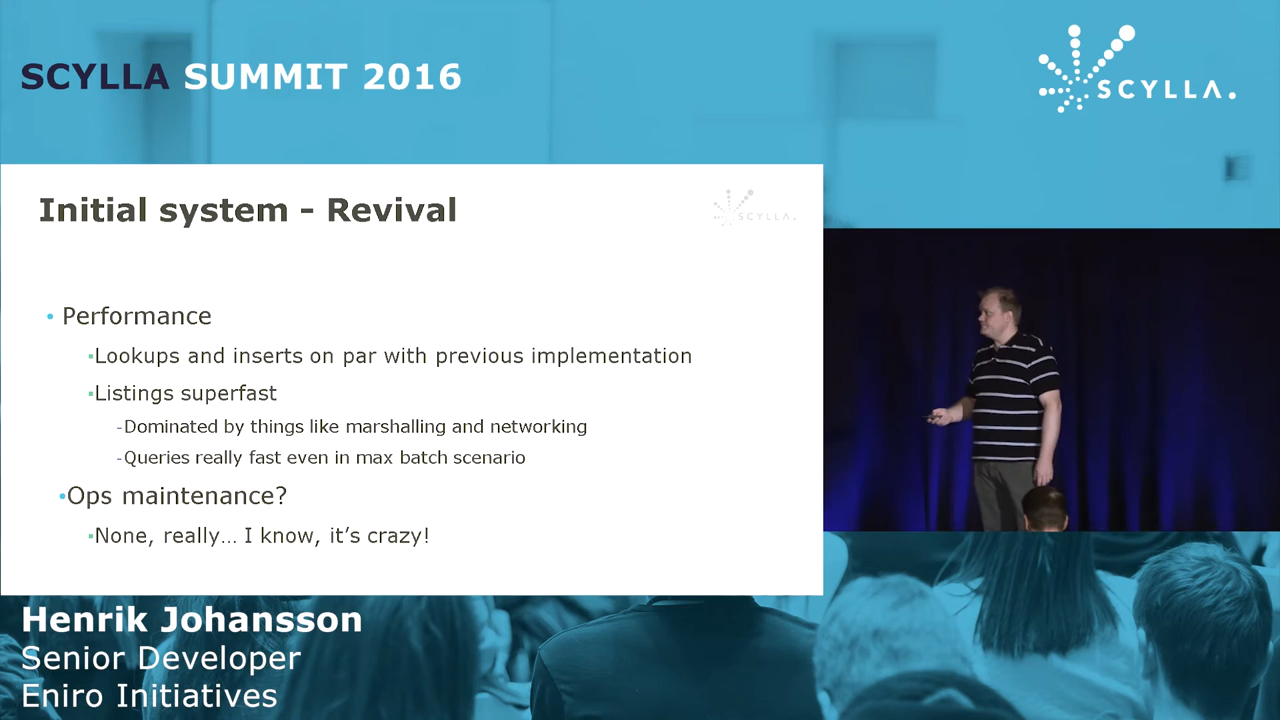 SCYLLA SUMMIT 2016
SCYLLA.
Initial system - Revival
SCYLLA.
• Performance
▪Lookups and inserts on par with previous implementation
▪Listings superfast
-Dominated by things like marshalling and networking
-Queries really fast even in max batch scenario
•Ops maintenance?
▪None, really... I know, it’s crazy!
Henrik Johansson
Senior Developer
Eniro Initiatives